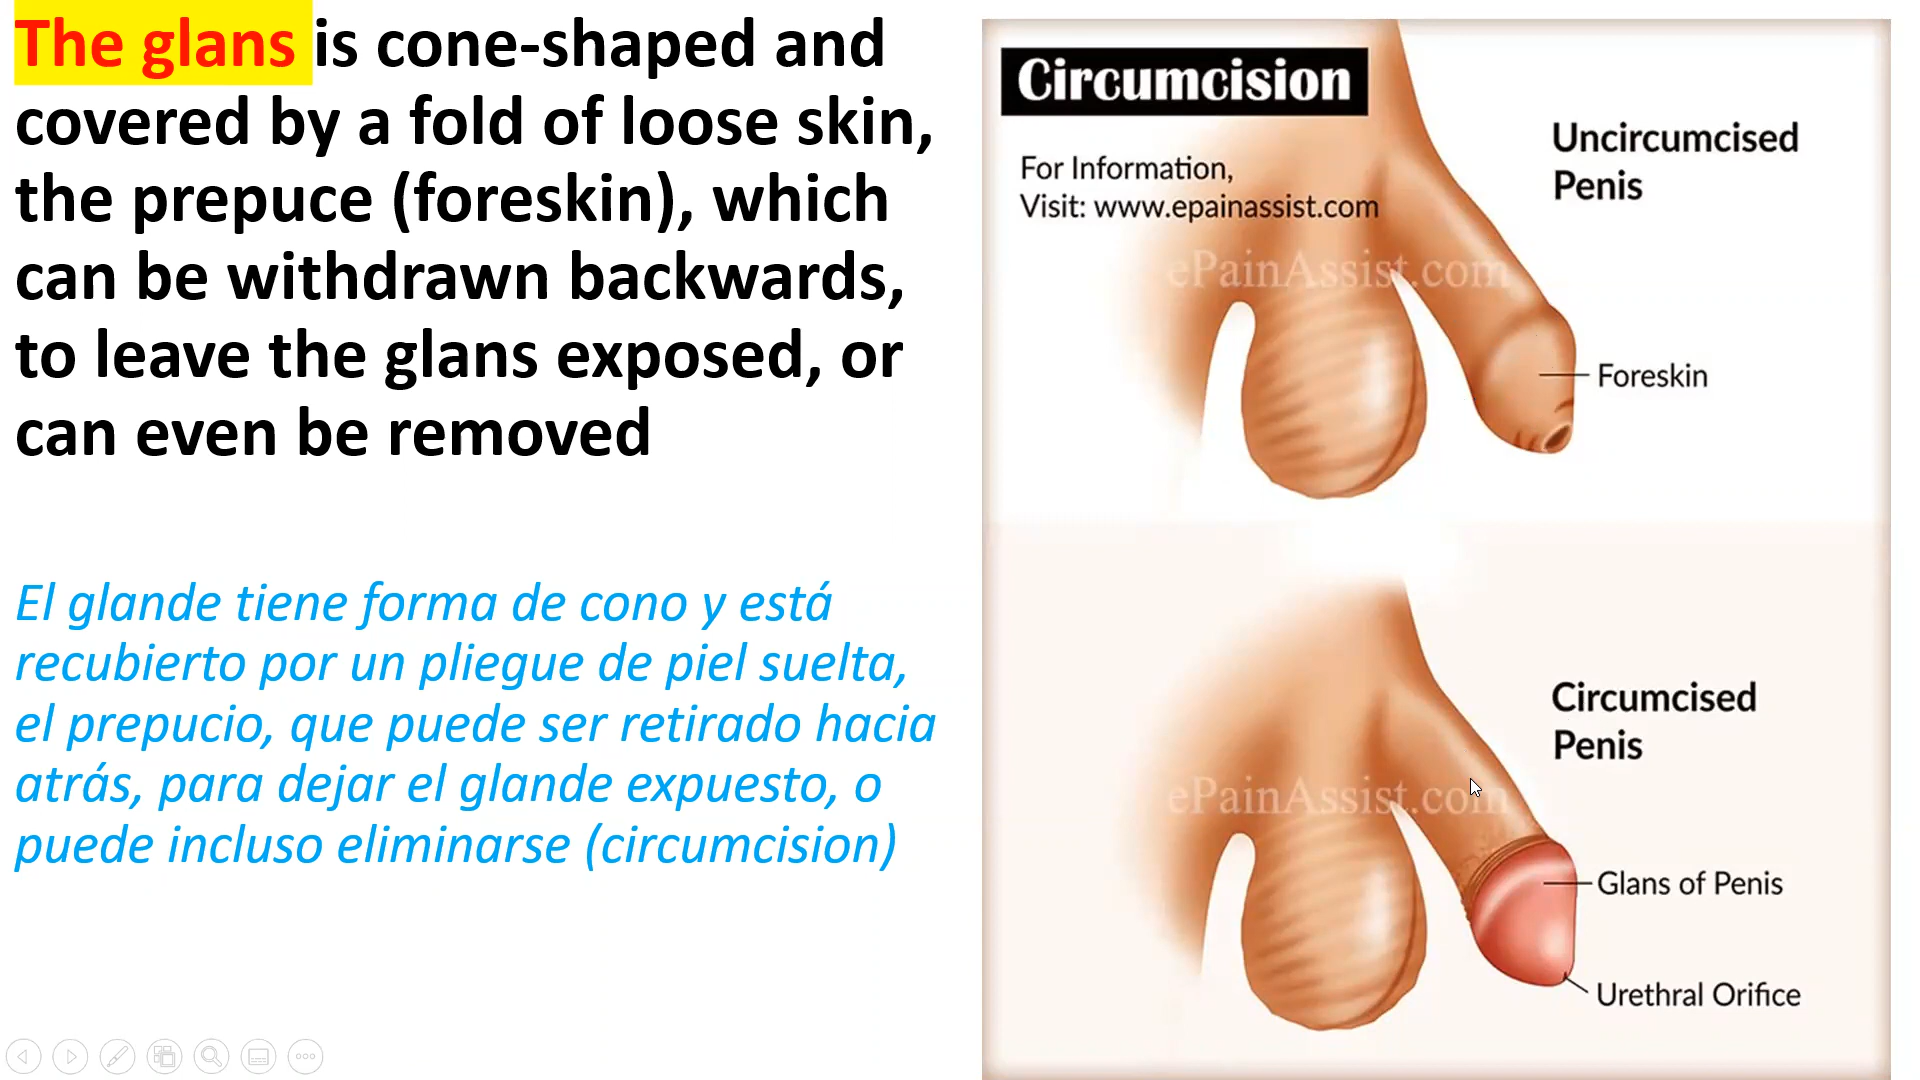 The glans is cone-shaped and
covered by a fold of loose skin,
the prepuce (foreskin), which
can be withdrawn backwards,
to leave the glans exposed, or
can even be removed
El glande tiene forma de cono y está
recubierto por un pliegue de piel suelta,
el prepucio, que puede ser retirado hacia
atrás, para dejar el glande expuesto, o
puede incluso eliminarse (circumcision)
Circumcision
For Information,
Visit: www.epainassist.com
Uncircumcised
Penis
ePainAssist.com
Foreskin
Circumcised
Penis
ePainAssist.com
Glans of Penis
Urethral Orifice